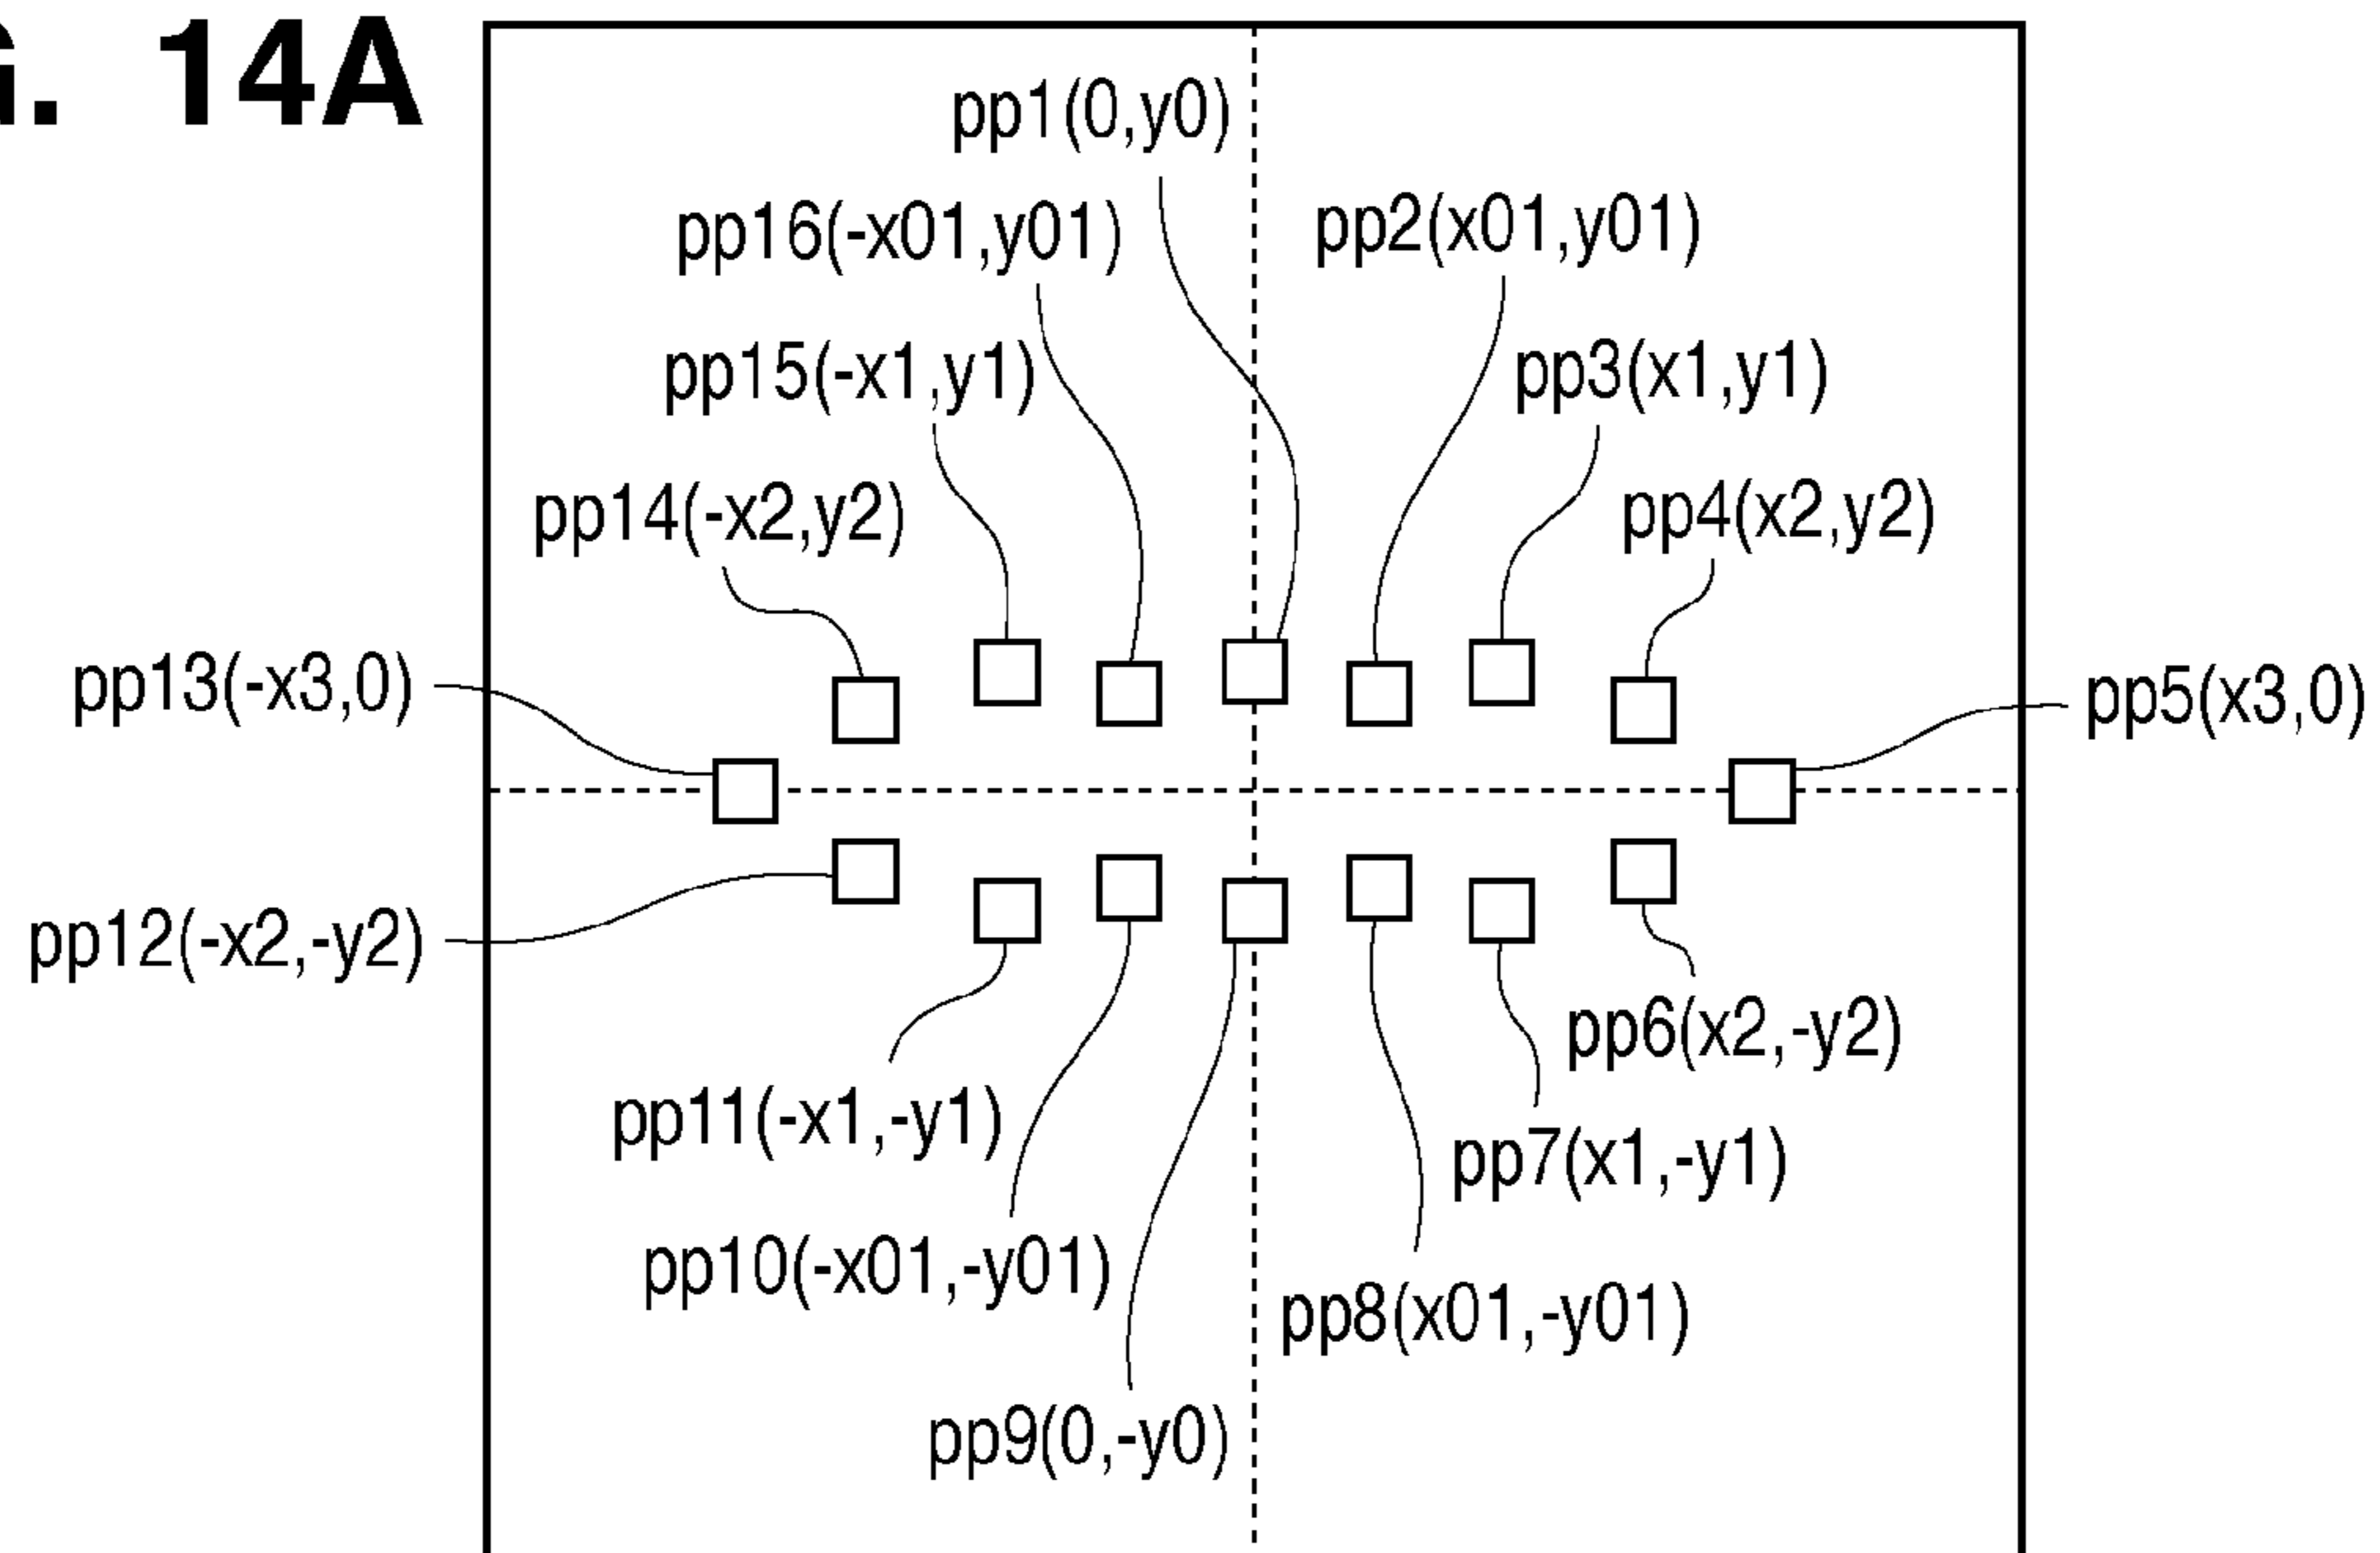 G. 14A
pp1(0,y0)
pp16(-x01,y01)
pp2(x01,y01)
pp15(-x1,y1)
pp3(x1,y1)
pp14(-x2,y2)
pp4(x2,y2)
pp13(-x3,0)
pp5(x3,0)
pp12(-x2,-y2)
pp6(x2,-y2)
pp11(-x1,-y1)
pp7(x1,-y1)
pp10(-x01,-y01)
pp8(x01,-y01)
pp9(0,-y0)